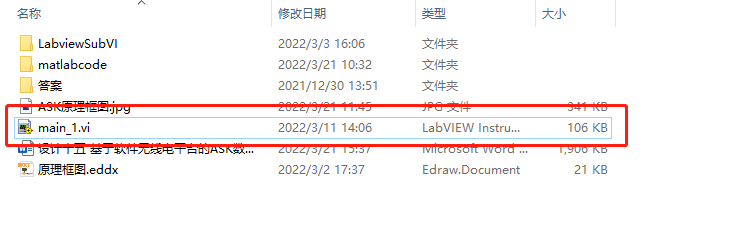 名称 修改日期 类型 大小
LabviewSubVI 2022/3/3 16:06 文件夹
matlabcode 2022/3/21 10:32 文件夹
答案 2021/12/30 13:51 文件夹
ASK原理框图.jpg 2022/3/21 11:45 JPG 文件 341 KB
main_1.vi 2022/3/11 14:06 LabVIEW Instru... 106 KB
设计十五 基于软件无线电平台的ASK数... 2022/3/21 15:37 Microsoft Word ... 1,906 KB
原理框图.eddx 2022/3/2 17:37 Edraw.Document 21 KB